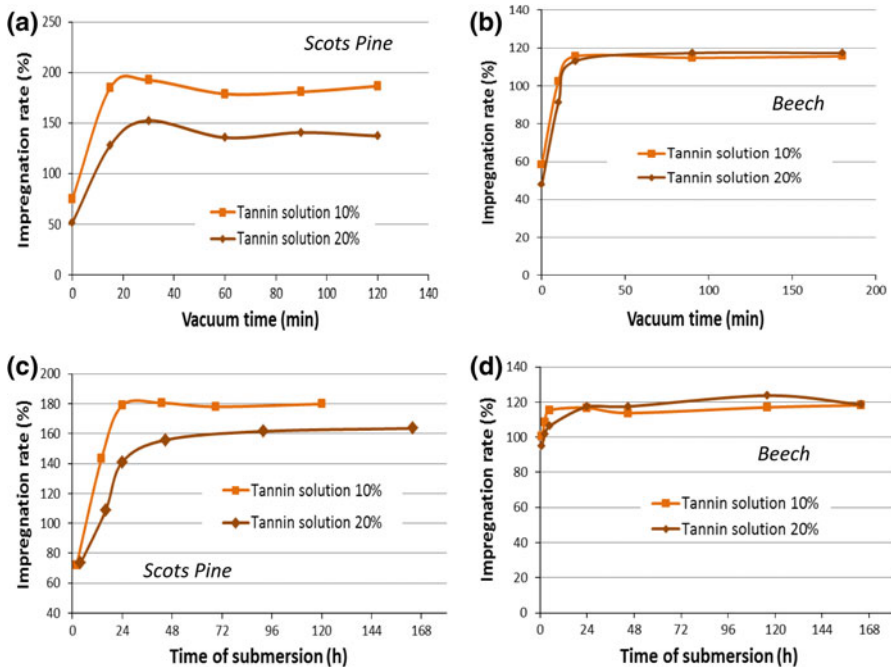 (a)
Scots Pine
Impregnation rate (%)
250
200
150
100
50
0
Tannin solution 10%
Tannin solution 20%
0 20 40 60 80 100 120 140
Vacuum time (min)
(b)
Beech
Impregnation rate (%)
140
120
100
80
60
40
20
0
Tannin solution 10%
Tannin solution 20%
0 50 100 150 200
Vacuum time (min)
(c)
Impregnation rate (%)
200
180
160
140
120
100
80
60
40
Tannin solution 10%
Tannin solution 20%
Scots Pine
0 24 48 72 96 120 144 168
Time of submersion (h)
(d)
Impregnation rate (%)
140
120
100
80
60
40
20
0
Beech
Tannin solution 10%
Tannin solution 20%
0 24 48 72 96 120 144 168
Time of submersion (h)